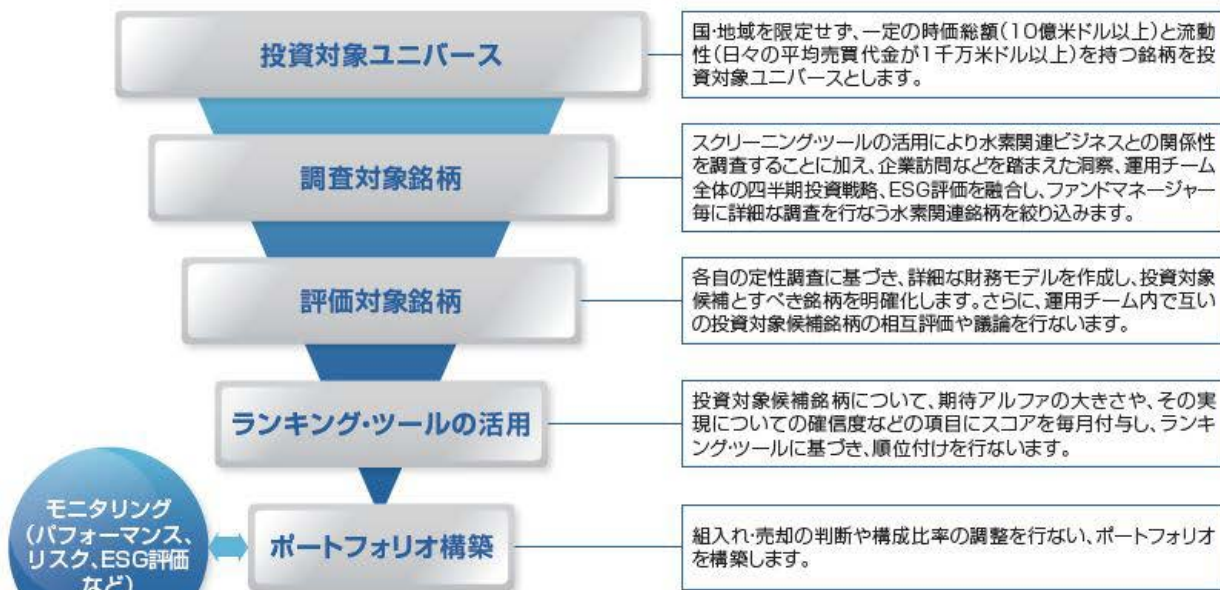 投資対象ユニバース
国・地域を限定せず、一定の時価総額（10億米ドル以上）と流動
性（日々の平均売買代金が1千万米ドル以上）を持つ銘柄を投
資対象ユニバースとします。
調査対象銘柄
スクリーニング・ツールの活用により水素関連ビジネスとの関係性
を調査することに加え、企業訪問などを踏まえた洞察、運用チーム
全体の四半期投資戦略、ESG評価を融合し、ファンドマネージャー
毎に詳細な調査を行なう水素関連銘柄を絞り込みます。
評価対象銘柄
各自の定性調査に基づき、詳細な財務モデルを作成し、投資対象
候補とすべき銘柄を明確化します。さらに、運用チーム内で互い
の投資対象候補銘柄の相互評価や議論を行ないます。
ランキング・ツールの活用
投資対象候補銘柄について、期待アルファの大きさや、その実
現についての確信度などの項目にスコアを毎月付与し、ランキ
ング・ツールに基づき、順位付けを行ないます。
モニタリング
（パフォーマンス、
リスク、ESG評価
など）
ポートフォリオ構築
組入れ・売却の判断や構成比率の調整を行ない、ポートフォリオ
を構築します。